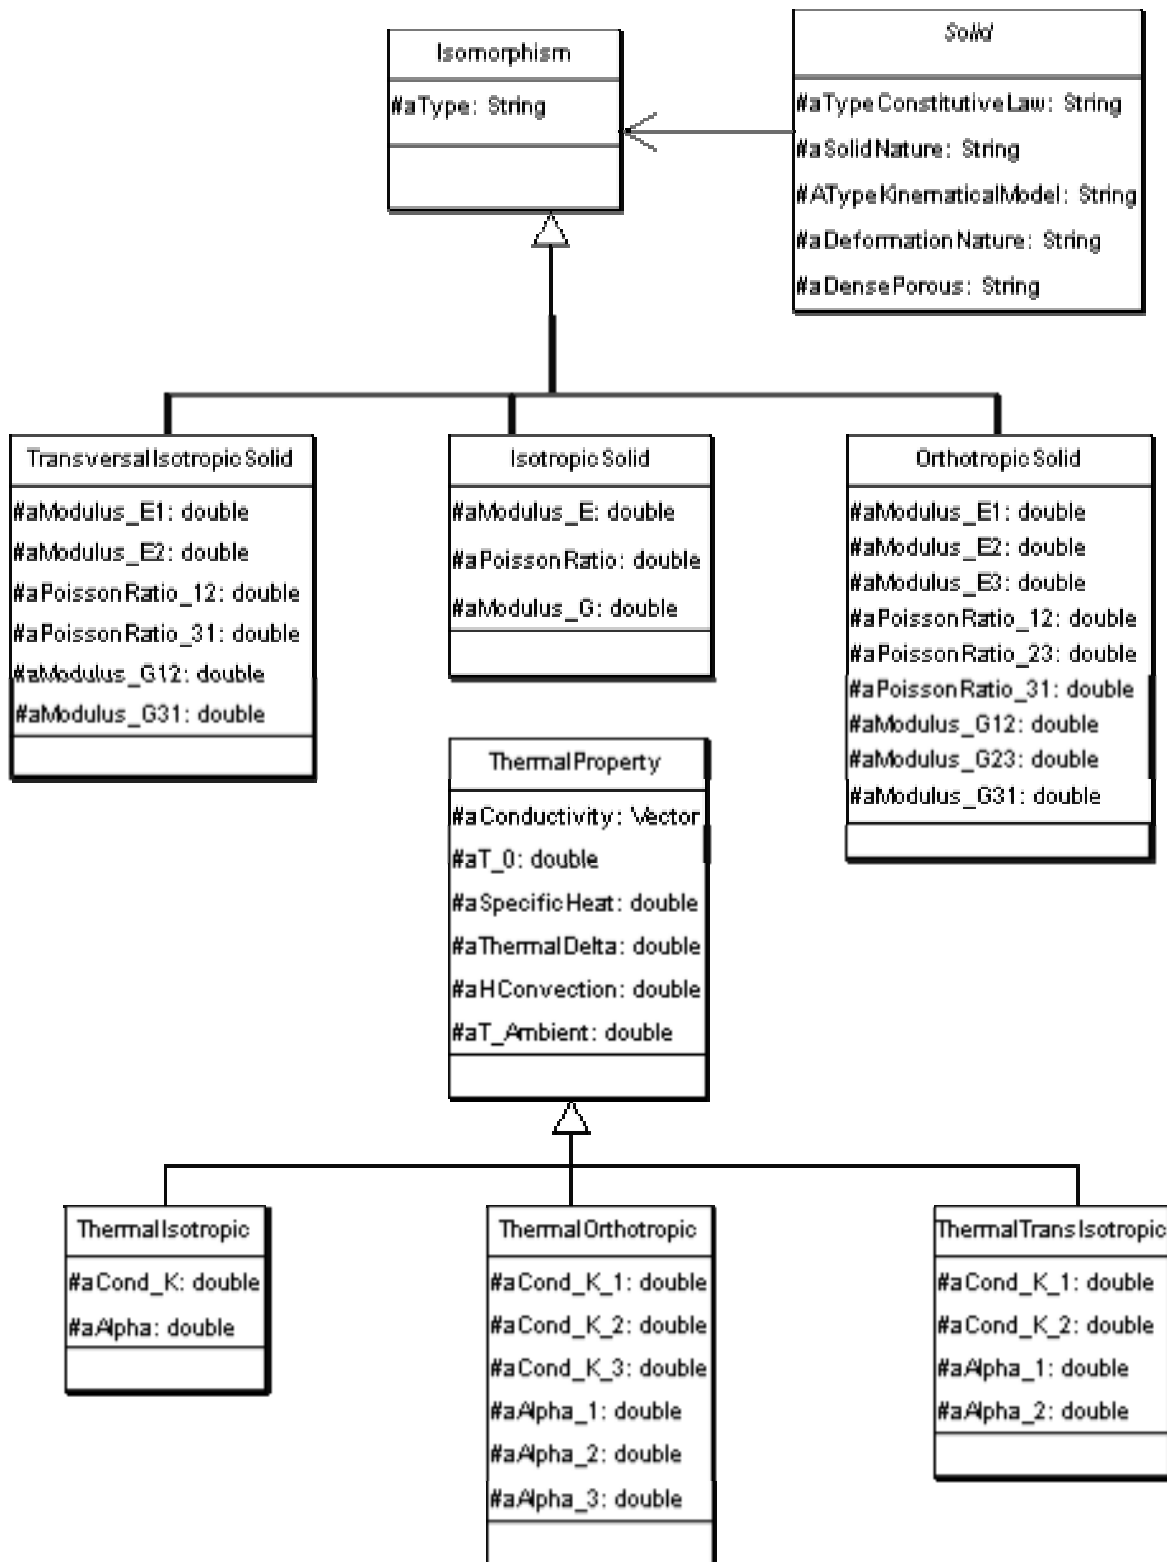 Isomorphism
#aType: String
Solid
#aTypeConstitutiveLaw: String
#aSolidNature: String
#ATypeKinematicalModel: String
#aDeformationNature: String
#aDensePorous: String
TransversalIsotropicSolid
#aModulus_E1: double
#aModulus_E2: double
#aPoissonRatio_12: double
#aPoissonRatio_31: double
#aModulus_G12: double
#aModulus_G31: double
IsotropicSolid
#aModulus_E: double
#aPoissonRatio: double
#aModulus_G: double
OrthotropicSolid
#aModulus_E1: double
#aModulus_E2: double
#aModulus_E3: double
#aPoissonRatio_12: double
#aPoissonRatio_23: double
#aPoissonRatio_31: double
#aModulus_G12: double
#aModulus_G23: double
#aModulus_G31: double
ThermalProperty
#aConductivity: Vector
#aT_0: double
#aSpecificHeat: double
#aThermalDelta: double
#aHConvection: double
#aT_Ambient: double
ThermalIsotropic
#aCond_K: double
#aAlpha: double
ThermalOrthotropic
#aCond_K_1: double
#aCond_K_2: double
#aCond_K_3: double
#aAlpha_1: double
#aAlpha_2: double
#aAlpha_3: double
ThermalTransIsotropic
#aCond_K_1: double
#aCond_K_2: double
#aAlpha_1: double
#aAlpha_2: double